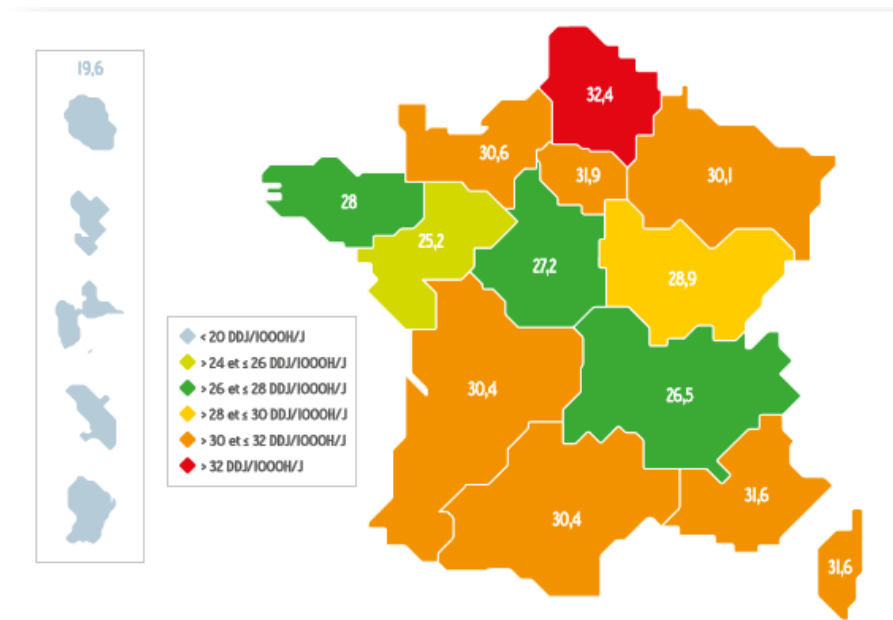 19,6
32,4
30,6
31,9
30,1
28
25,2
27,2
28,9
30,4
26,5
30,4
31,6
31,6
< 20 DDJ/1000H/J
> 24 et ≤ 26 DDJ/1000H/J
> 26 et ≤ 28 DDJ/1000H/J
> 28 et ≤ 30 DDJ/1000H/J
> 30 et ≤ 32 DDJ/1000H/J
> 32 DDJ/1000H/J